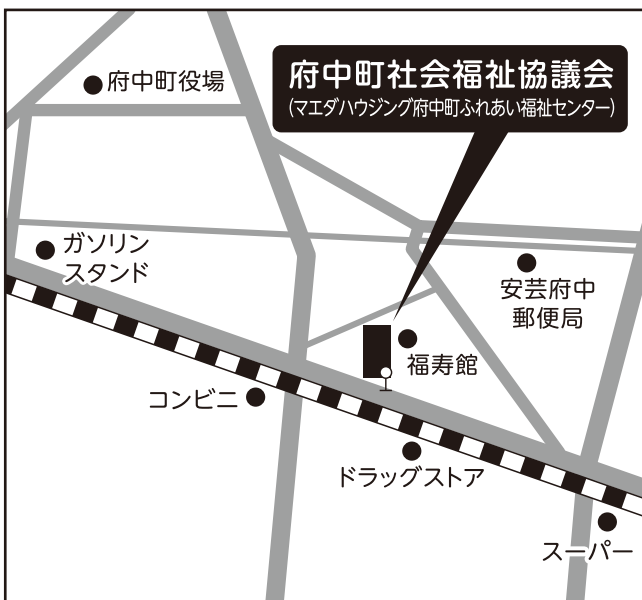 府中町役場
府中町社会福祉協議会
(マエダハウジング府中町ふれあい福祉センター)
ガソリン
スタンド
安芸府中
郵便局
福寿館
コンビニ
ドラッグストア
スーパー